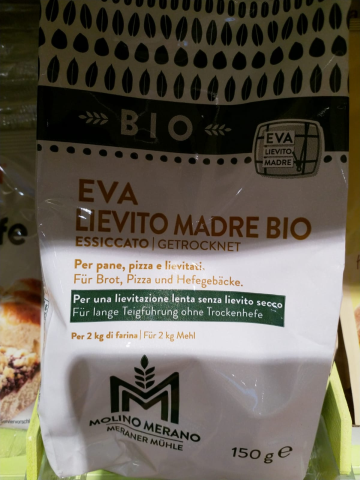 BIO
EVA
LIEVITO
MADRE
EVA
LIEVITO MADRE BIO
ESSICCATO | GETROCKNET
Per pane, pizza e lievitati.
Für Brot, Pizza und Hefegebäcke.
Per una lievitazione lenta senza lievito secco
Für lange Teigführung ohne Trockenhefe
Per 2 kg di farina | Für 2 kg Mehl
MOLINO MERANO
MERANER MÜHLE
150 g e
fe